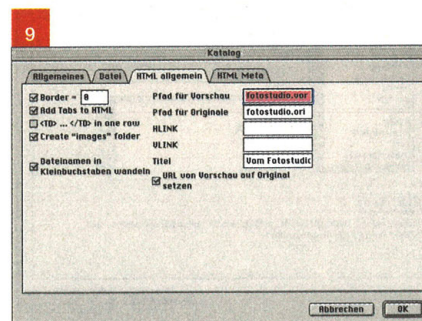 9
Katalog
Allgemeines
Datei
HTML allgemein
HTML Meta
Border = 0
Add Tabs to HTML
<TD> ... </TD> in one row
Create "images" folder
Dateinamen in
Kleinbuchstaben wandeln
Pfad für Vorschau fotostudio.vor
Pfad für Originale fotostudio.ori
HLINK
VLINK
Titel Vom Fotostudio
URL von Vorschau auf Original
setzen
Abbrechen
OK